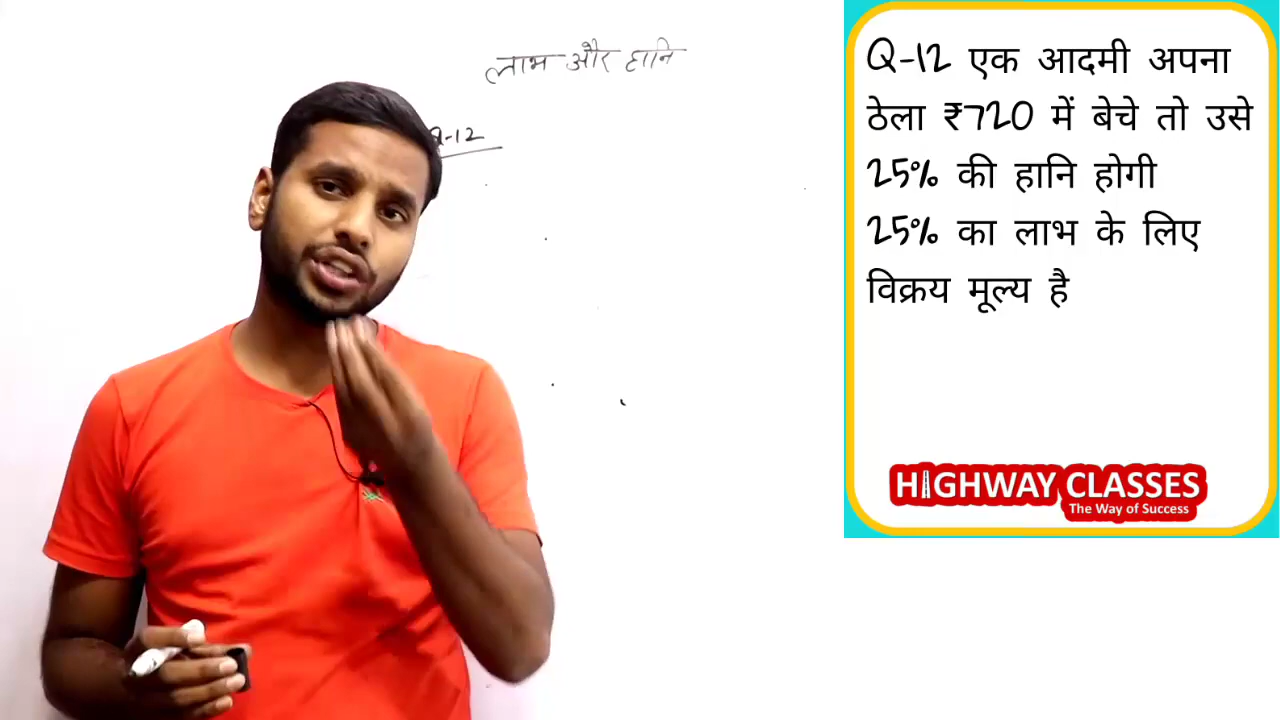 लाभ और हानि
Q-12
Q-12 एक आदमी अपना
ठेला ₹720 में बेचे तो उसे
25% की हानि होगी
25% का लाभ के लिए
विक्रय मूल्य है
HIGHWAY CLASSES
The Way of Success